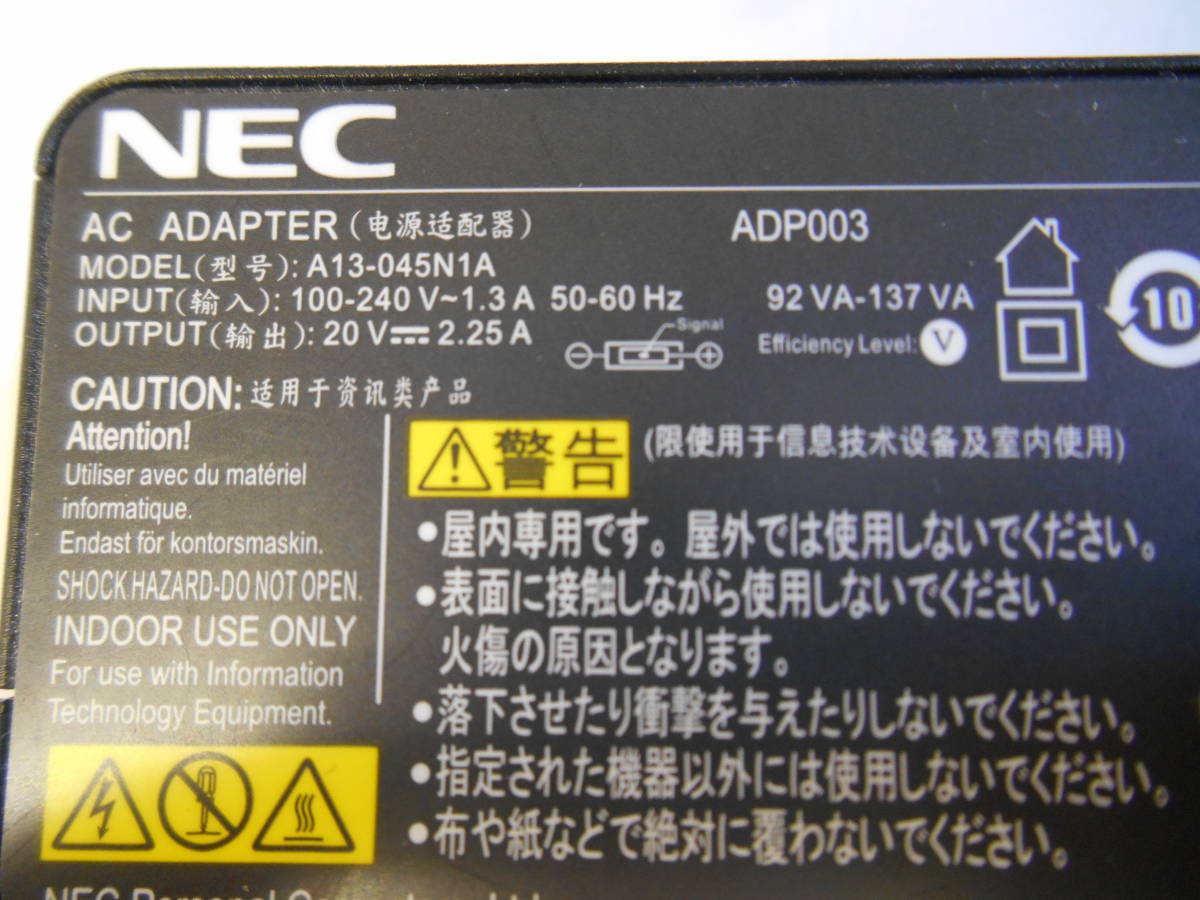 NEC
AC ADAPTER (电源适配器) ADP003
MODEL(型号): A13-045N1A
INPUT(输入): 100-240 V~1.3 A 50-60 Hz 92 VA-137 VA
OUTPUT(输出): 20 V⎓2.25 A
Signal
Efficiency Level: V
10
CAUTION: 适用于资讯类产品
Attention!
Utiliser avec du matériel
informatique.
Endast för kontorsmaskin.
SHOCK HAZARD-DO NOT OPEN.
INDOOR USE ONLY
For use with Information
Technology Equipment.
警告 (限使用于信息技术设备及室内使用)
●屋内専用です。屋外では使用しないでください。
●表面に接触しながら使用しないでください。
火傷の原因となります。
●落下させたり衝撃を与えたりしないでください。
●指定された機器以外には使用しないでください。
●布や紙などで絶対に覆わないでください。
NEC Personal